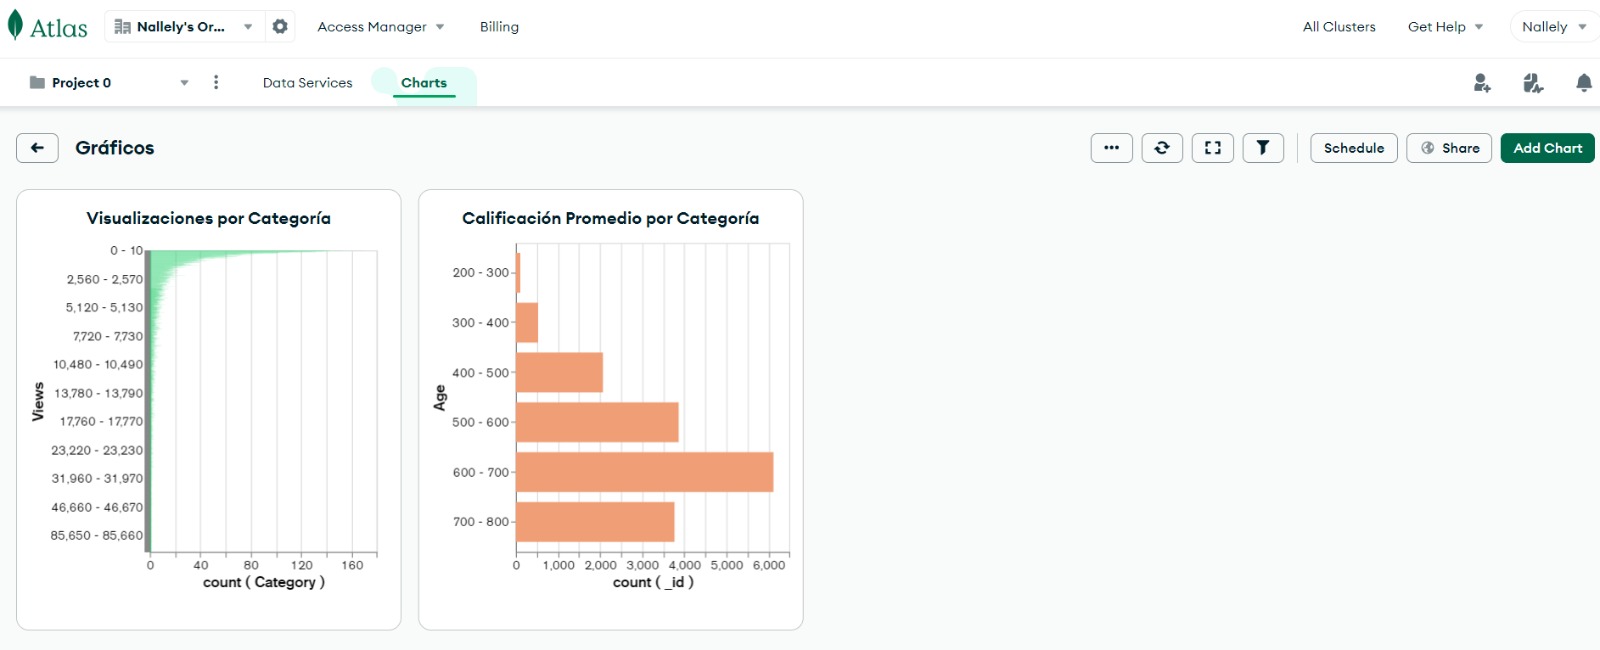 Atlas
Nallely's Or...
Access Manager
Billing
All Clusters
Get Help
Nallely
Project 0
Data Services
Charts
Gráficos
Schedule
Share
Add Chart
Visualizaciones por Categoría
Views
0 - 10
2,560 - 2,570
5,120 - 5,130
7,720 - 7,730
10,480 - 10,490
13,780 - 13,790
17,760 - 17,770
23,220 - 23,230
31,960 - 31,970
46,660 - 46,670
85,650 - 85,660
0 40 80 120 160
count ( Category )
Calificación Promedio por Categoría
Age
200 - 300
300 - 400
400 - 500
500 - 600
600 - 700
700 - 800
0 1,000 2,000 3,000 4,000 5,000 6,000
count ( _id )